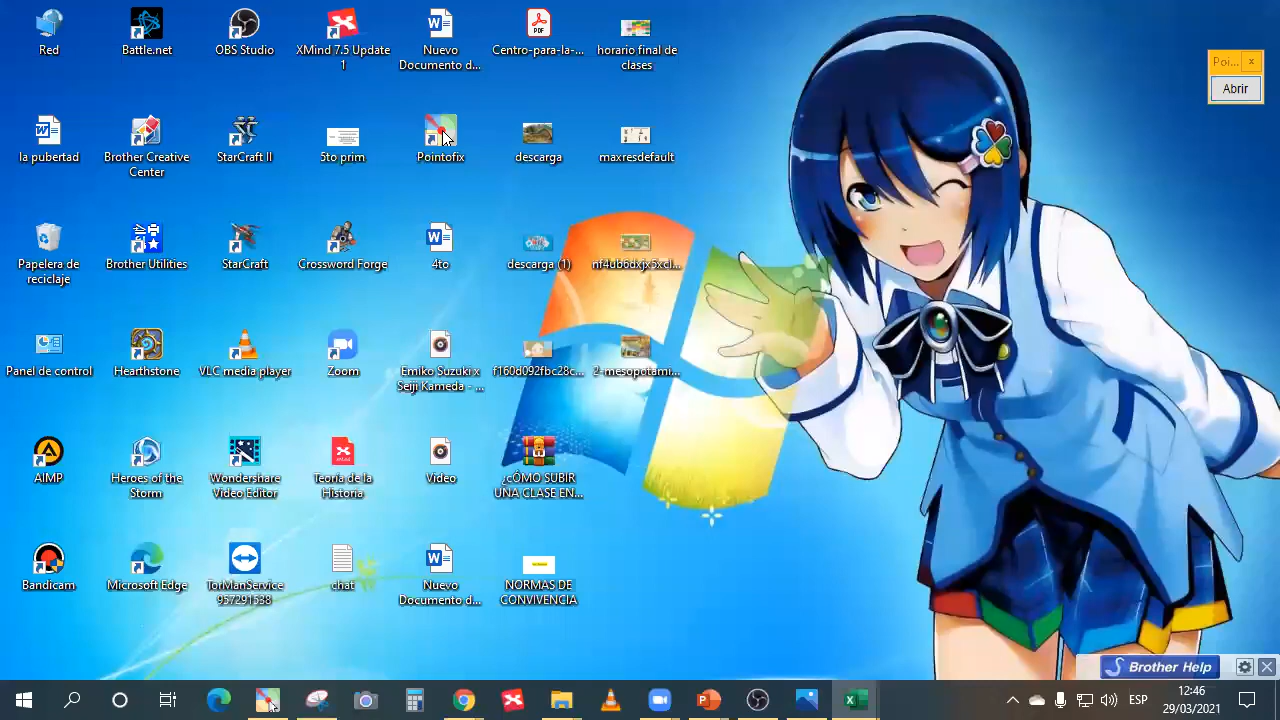 Red
Battle.net
OBS Studio
XMind 7.5 Update
1
Nuevo
Documento d...
Centro-para-la-...
PDF
horario final de
clases
Poi...
x
Abrir
la pubertad
Brother Creative
Center
StarCraft II
5to prim
Pointofix
descarga
maxresdefault
Papelera de
reciclaje
Brother Utilities
StarCraft
Crossword Forge
4to
descarga (1)
nf4ub6dxjx5xcl...
Panel de control
Hearthstone
VLC media player
Zoom
Emiko Suzuki x
Seiji Kameda - ...
f160d092fbc28c...
2-mesopotami...
AIMP
Heroes of the
Storm
Wondershare
Video Editor
Teoria de la
Historia
Video
¿CÓMO SUBIR
UNA CLASE EN...
Bandicam
Microsoft Edge
TorManService
957291538
chat
Nuevo
Documento d...
NORMAS DE
CONVIVENCIA
Brother Help
ESP
12:46
29/03/2021